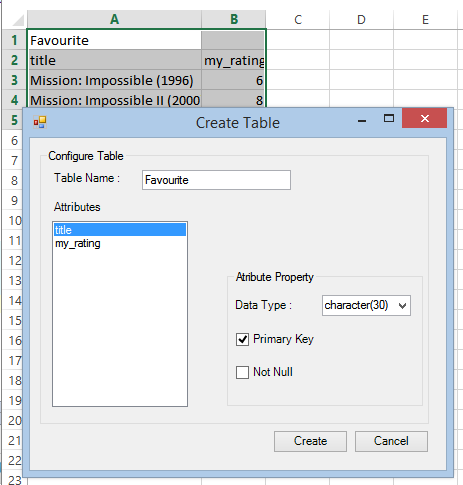 A B C D E
1 Favourite
2 title my_rating
3 Mission: Impossible (1996) 6
4 Mission: Impossible II (2000 8
5
6
7
8
9
10
11
12
13
14
15
16
17
18
19
20
21
22
23
Create Table
Configure Table
Table Name : Favourite
Attributes
title
my_rating
Atribute Property
Data Type : character(30)
Primary Key
Not Null
Create Cancel